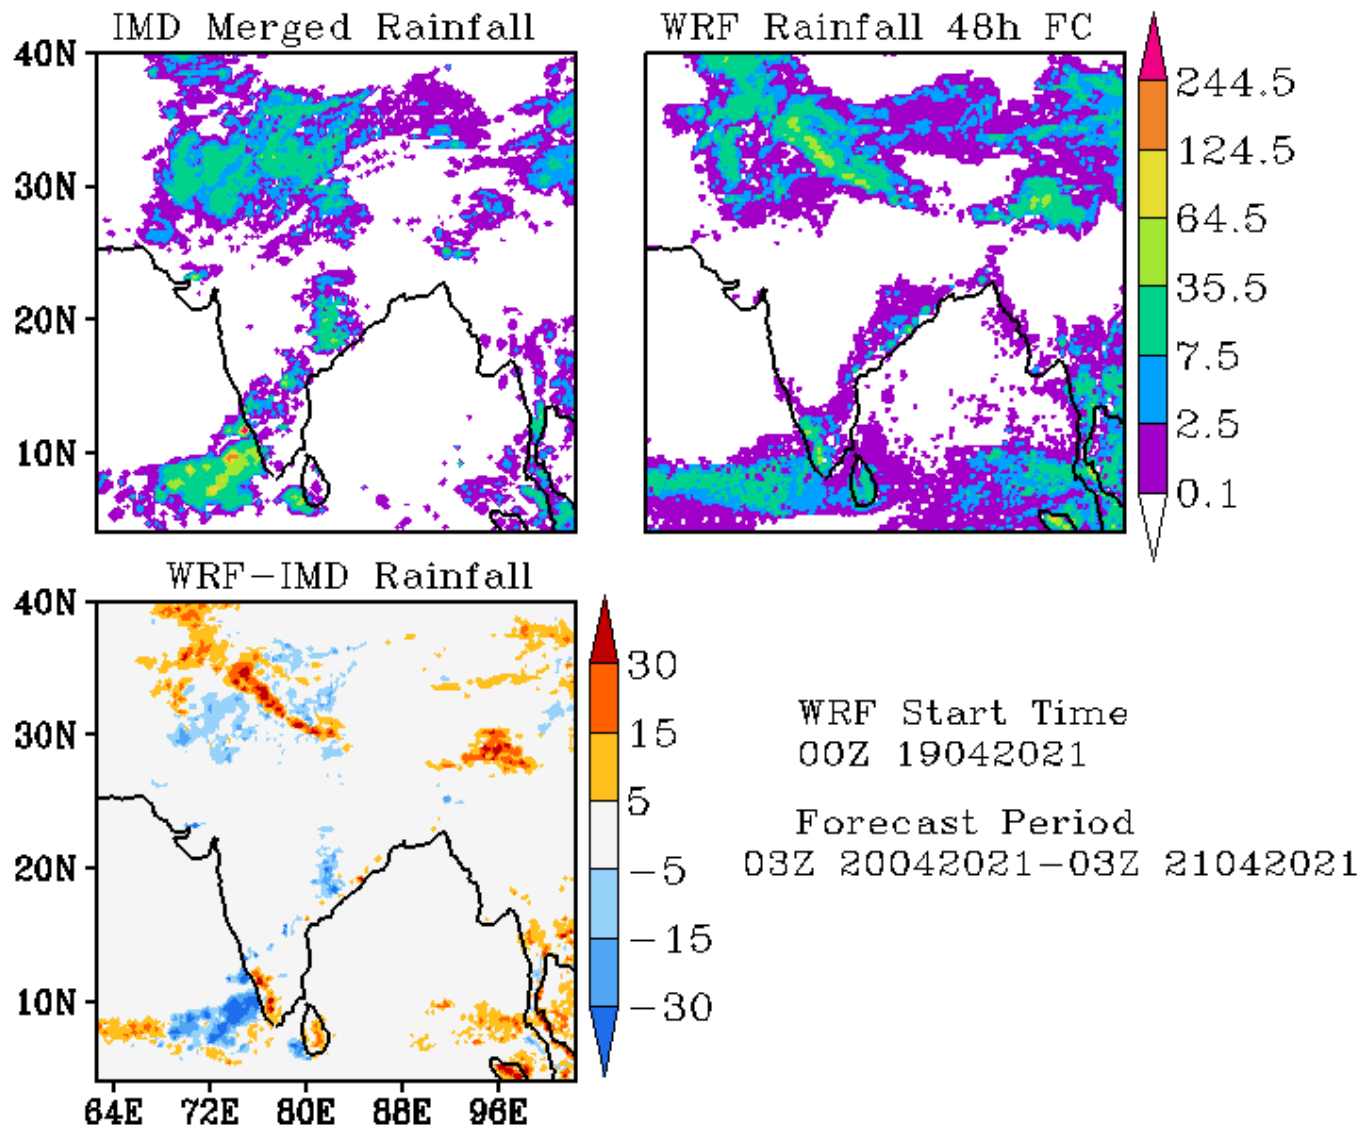 IMD Merged Rainfall
WRF Rainfall 48h FC
40N
30N
20N
10N
244.5
124.5
64.5
35.5
7.5
2.5
0.1
WRF-IMD Rainfall
40N
30N
20N
10N
64E 72E 80E 88E 96E
30
15
5
-5
-15
-30
WRF Start Time
00Z 19042021
Forecast Period
03Z 20042021-03Z 21042021